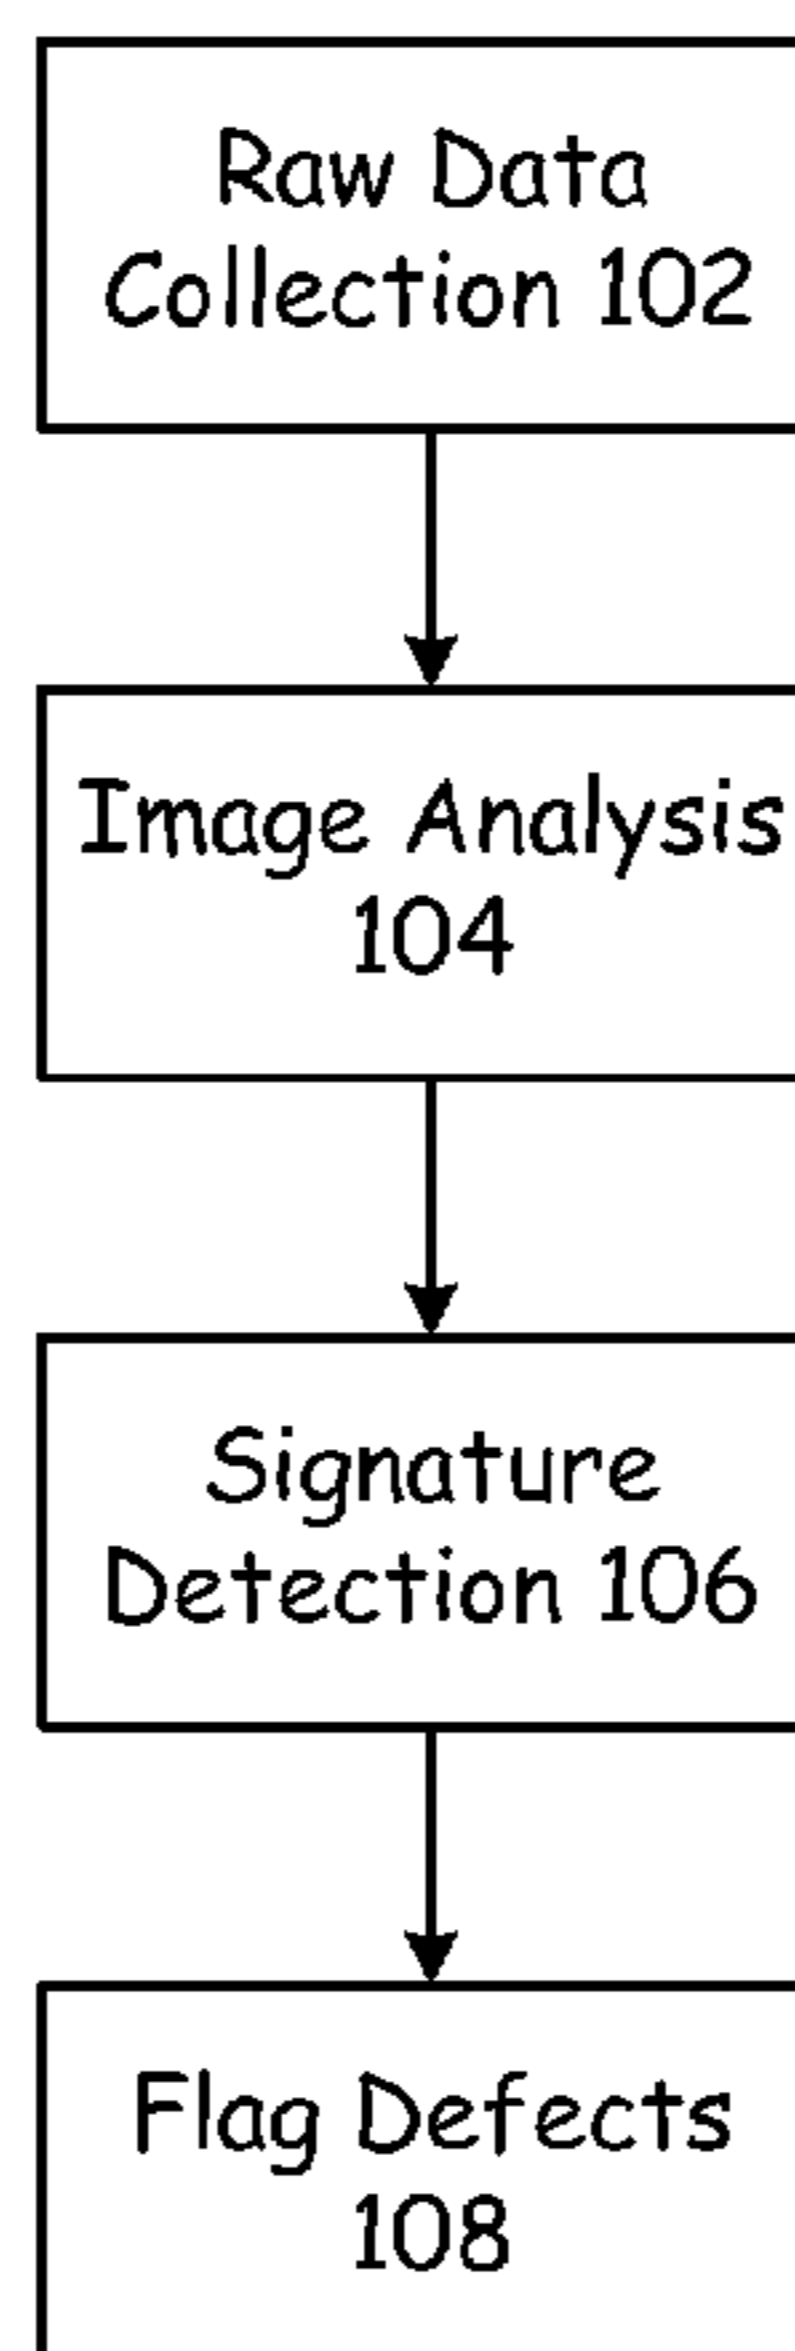 Raw Data
Collection 102
Image Analysis
104
Signature
Detection 106
Flag Defects
108